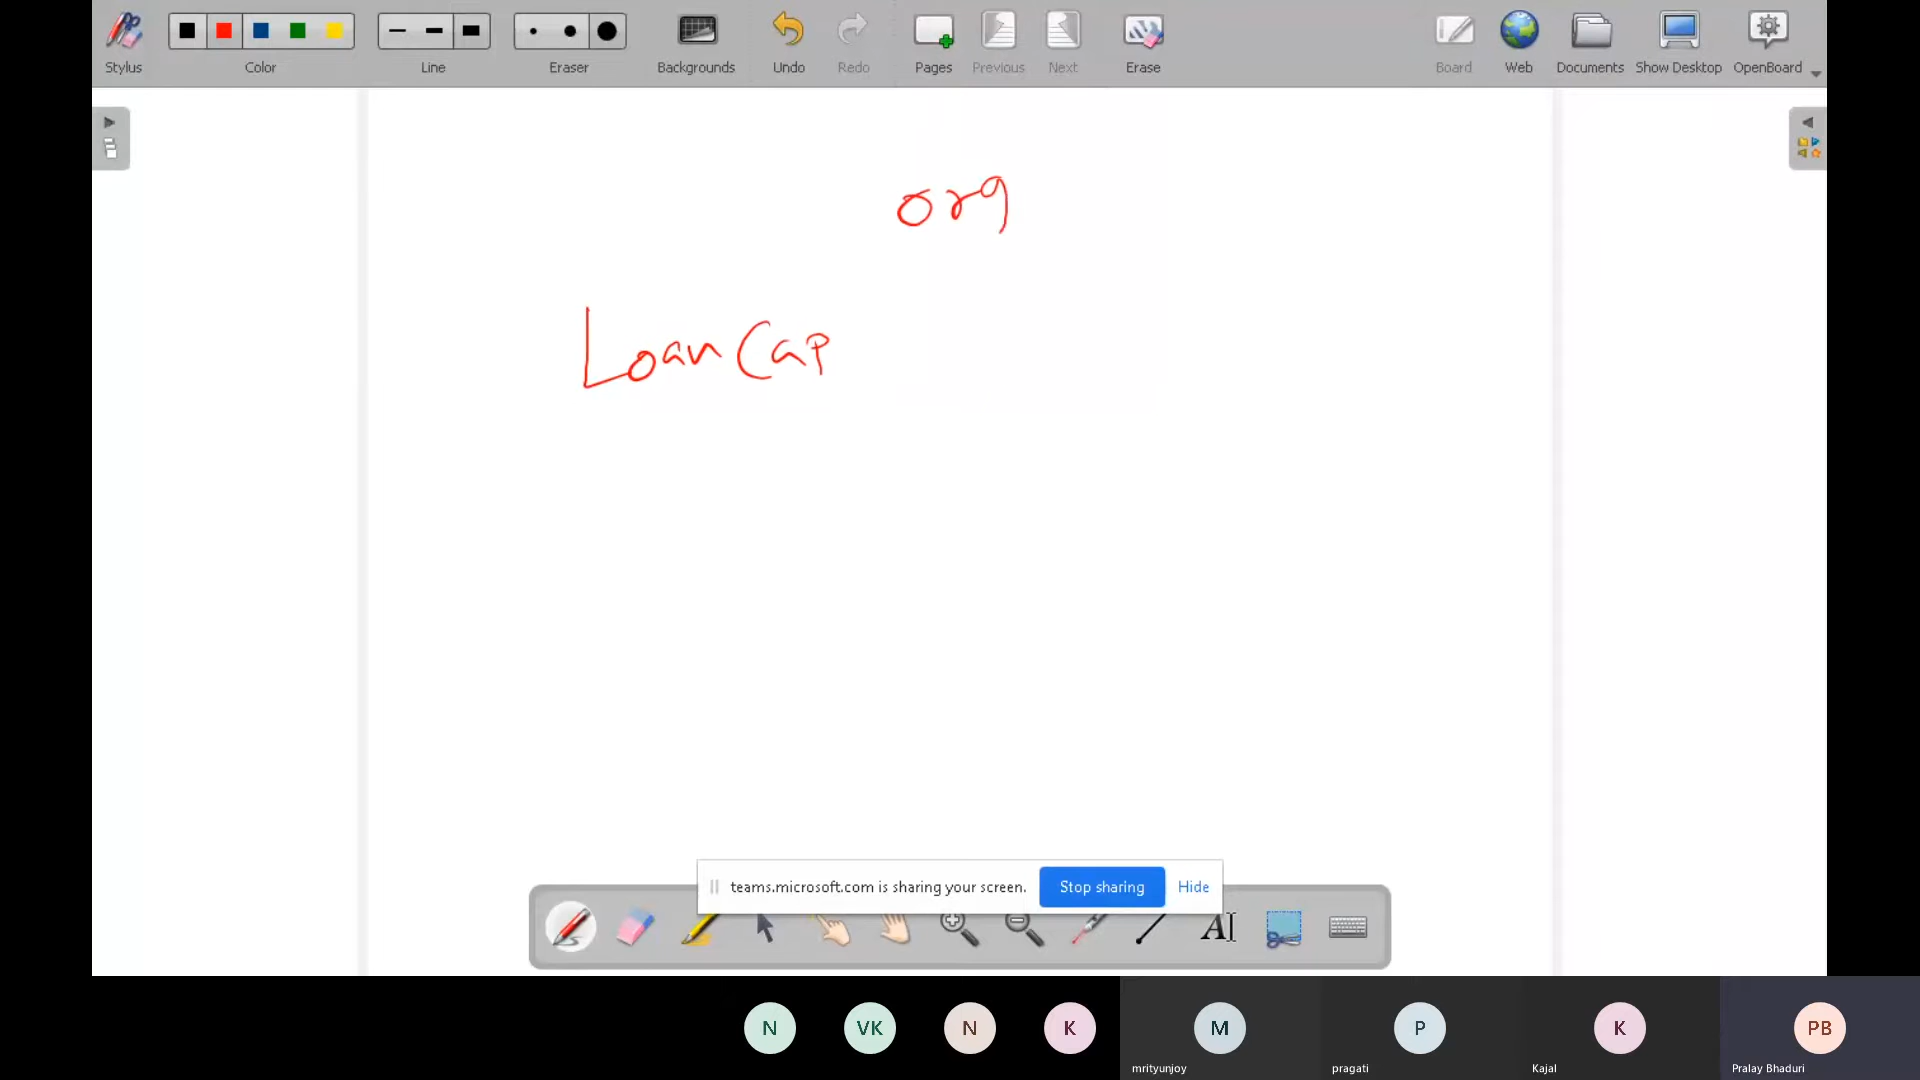 Stylus Color Line Eraser Backgrounds Undo Redo Pages Previous Next Erase Board Web Documents Show Desktop OpenBoard
org
Loan Cap
teams.microsoft.com is sharing your screen. Stop sharing Hide
AI
N VK N K M P K PB
mrityunjoy pragati Kajal Pralay Bhaduri